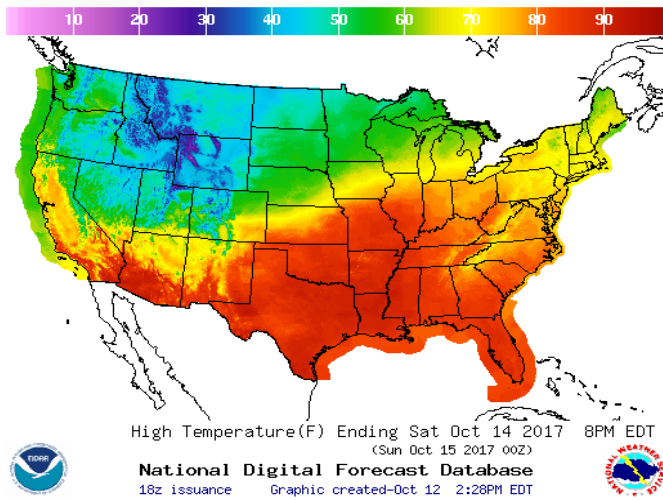 10 20 30 40 50 60 70 80 90
High Temperature(F) Ending Sat Oct 14 2017 8PM EDT
(Sun Oct 15 2017 00Z)
National Digital Forecast Database
18z issuance Graphic created-Oct 12 2:28PM EDT
NOAA
NATIONAL WEATHER SERVICE